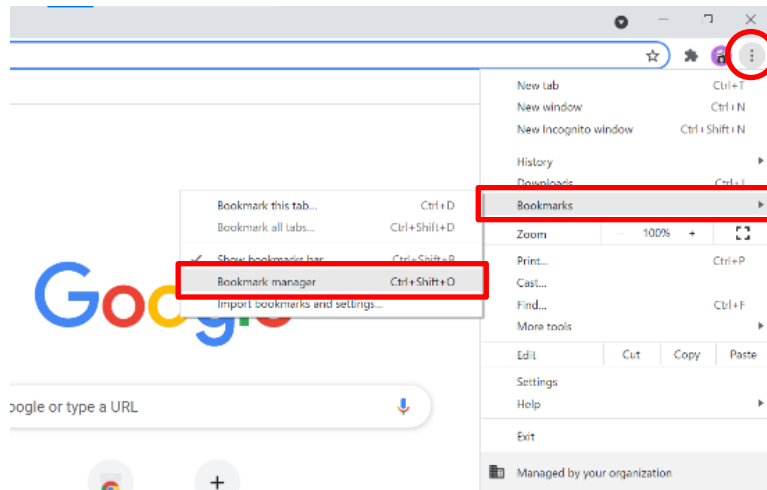 New tab Ctrl+T
New window Ctrl+N
New Incognito window Ctrl+Shift+N
History
Downloads Ctrl+J
Bookmarks
Bookmark this tab... Ctrl+D
Bookmark all tabs... Ctrl+Shift+D
Show bookmarks bar Ctrl+Shift+B
Bookmark manager Ctrl+Shift+O
Import bookmarks and settings...
Zoom - 100% +
Print... Ctrl+P
Cast...
Find... Ctrl+F
More tools
Edit Cut Copy Paste
Settings
Help
Exit
Managed by your organization
Google
oogle or type a URL